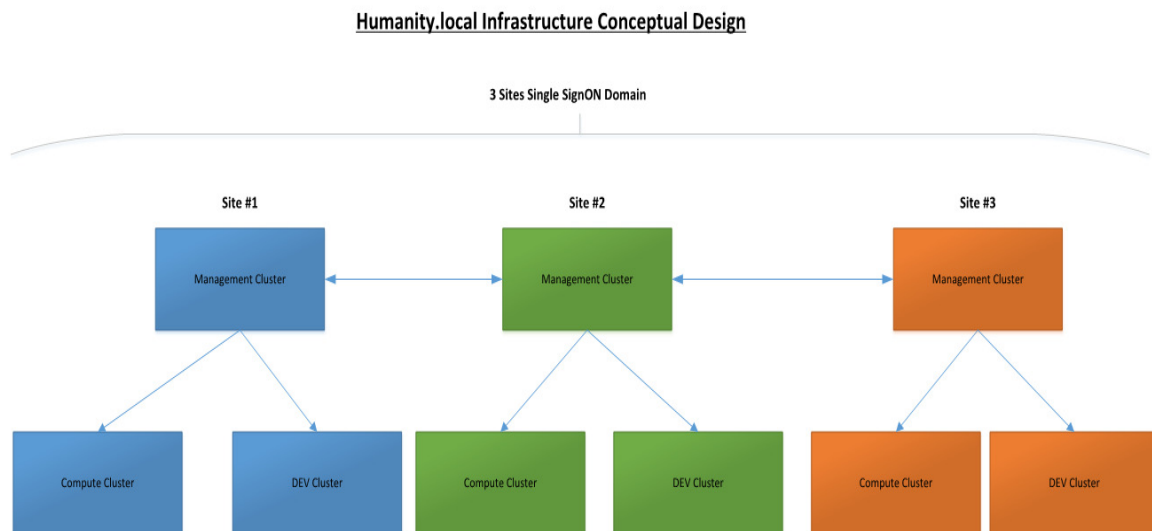 Humanity.local Infrastructure Conceptual Design
3 Sites Single SignON Domain
Site #1
Site #2
Site #3
Management Cluster
Management Cluster
Management Cluster
Compute Cluster
DEV Cluster
Compute Cluster
DEV Cluster
Compute Cluster
DEV Cluster